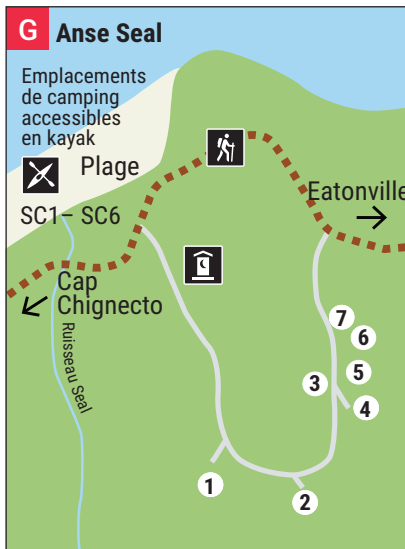 G Anse Seal
Emplacements
de camping
accessibles
en kayak
Plage
SC1– SC6
Eatonville
Cap
Chignecto
Ruisseau Seal
7
6
5
3
4
1
2